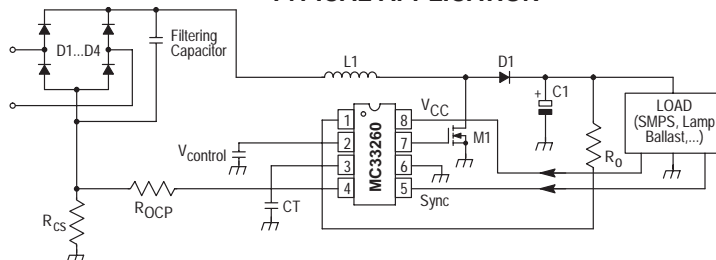 TYPICAL APPLICATION
D1...D4
Filtering
Capacitor
L1
D1
+
C1
LOAD
(SMPS, Lamp
Ballast,...)
VCC
M1
RO
1
2
3
4
MC33260
8
7
6
5
Vcontrol
Sync
ROCP
CT
RCS